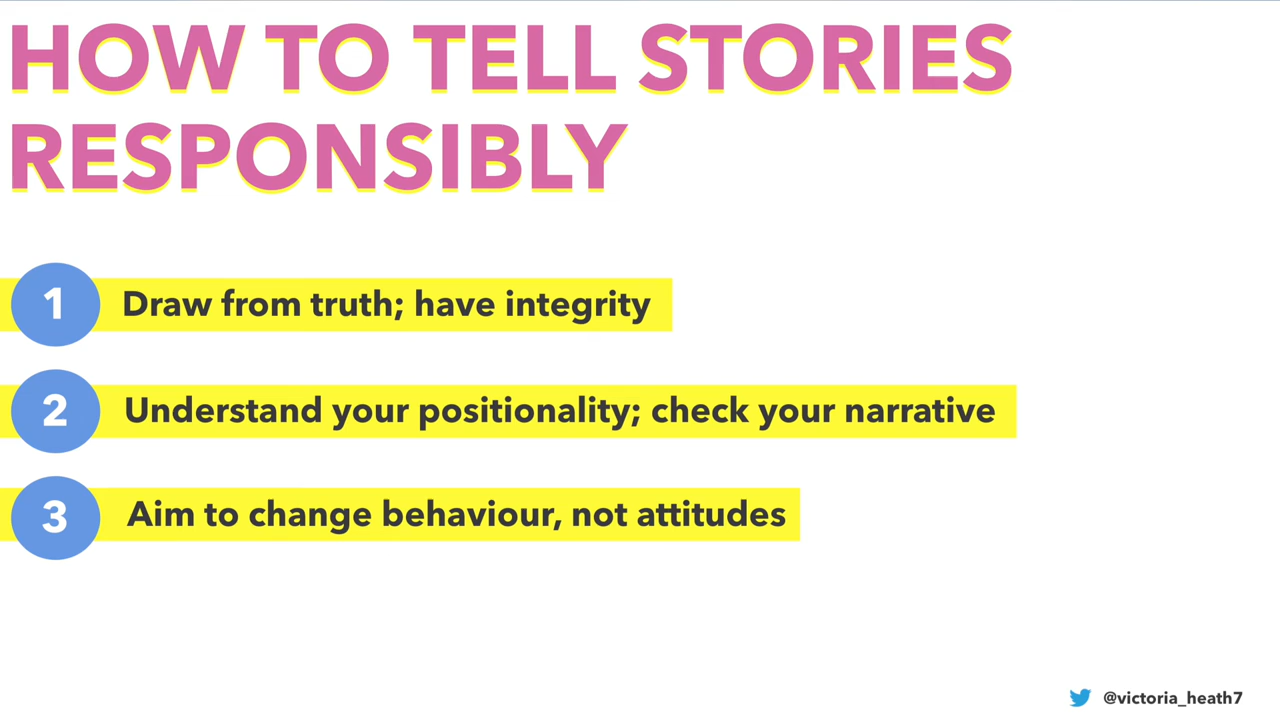 HOW TO TELL STORIES
RESPONSIBLY
1 Draw from truth; have integrity
2 Understand your positionality; check your narrative
3 Aim to change behaviour, not attitudes
@victoria_heath7